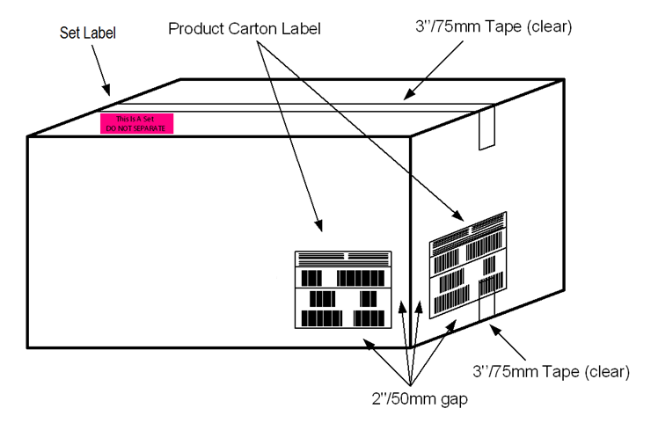 Set Label
Product Carton Label
3"/75mm Tape (clear)
This Is A Set
DO NOT SEPARATE
3"/75mm Tape (clear)
2"/50mm gap